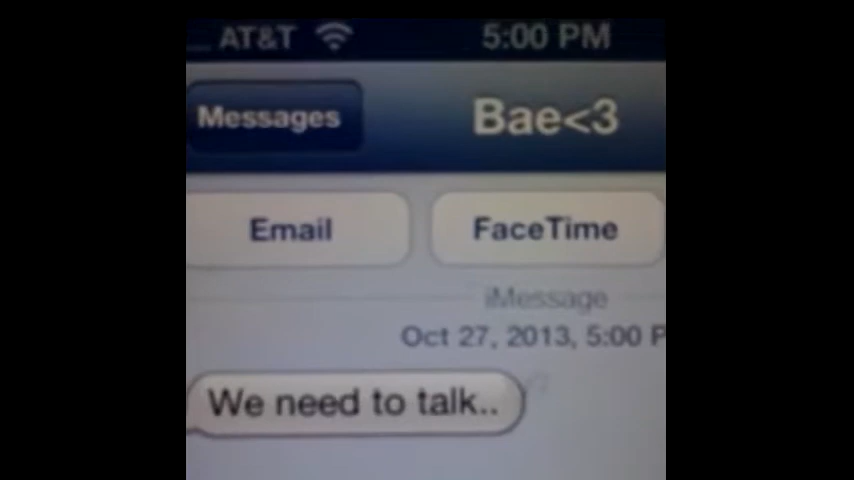 AT&T 5:00 PM
Messages Bae<3
Email FaceTime
iMessage
Oct 27, 2013, 5:00 P
We need to talk..